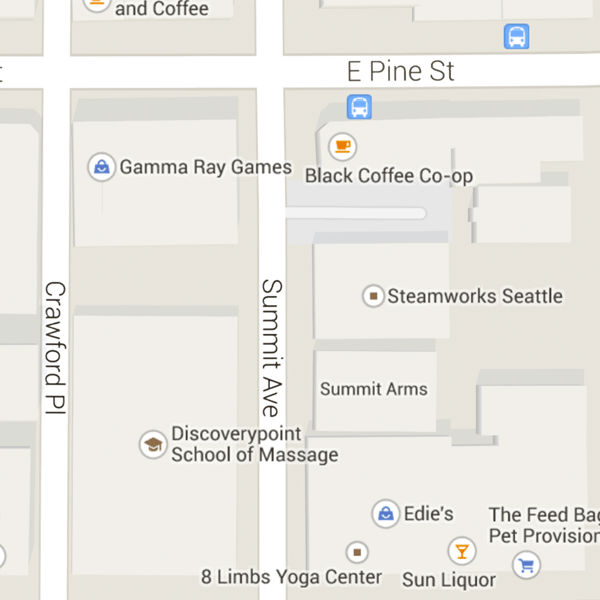 and Coffee
E Pine St
Gamma Ray Games
Black Coffee Co-op
Crawford Pl
Summit Ave
Steamworks Seattle
Summit Arms
Discoverypoint
School of Massage
Edie's
The Feed Bag
Pet Provision
8 Limbs Yoga Center
Sun Liquor